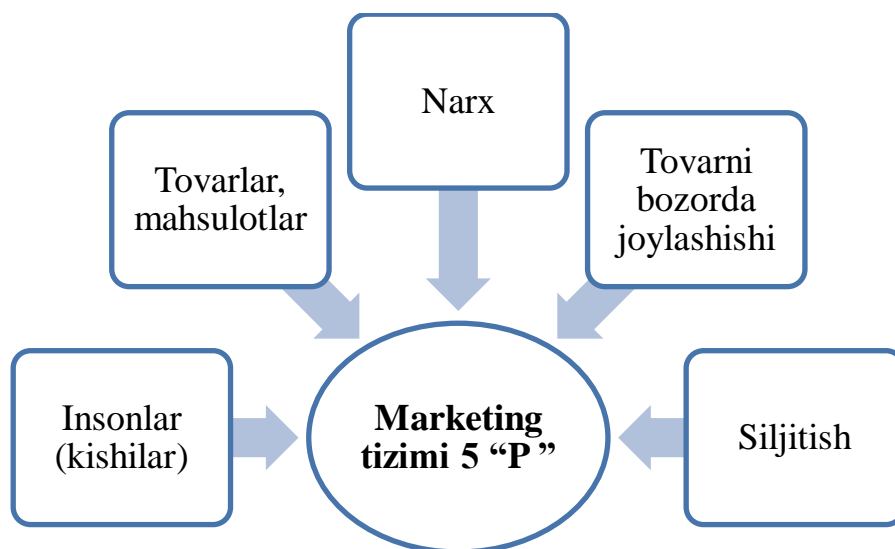 Narx
Tovarlar,
mahsulotlar
Tovarni
bozorda
joylashishi
Insonlar
(kishilar)
Marketing
tizimi 5 “P”
Siljitish